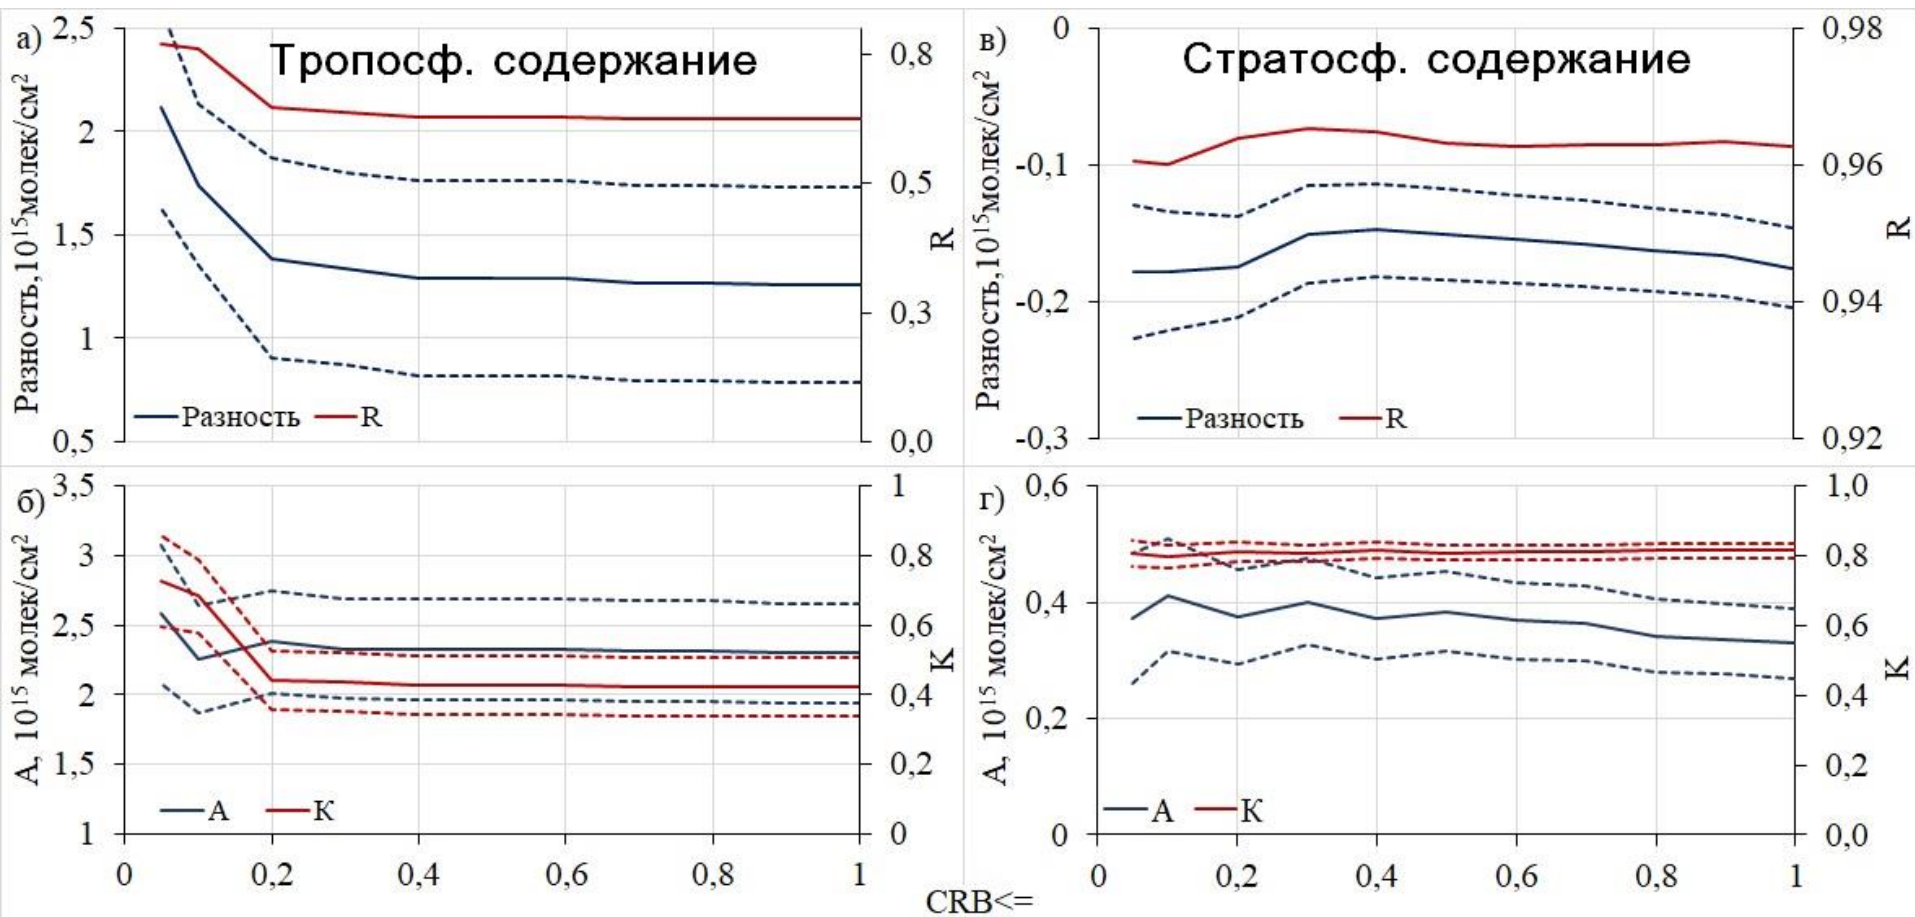 а)
Тропосф. содержание
Разность,10¹⁵молек/см²
2,5
2
1,5
1
0,5
0,8
0,5
0,3
0,0
R
Разность
R
в)
Стратосф. содержание
Разность,10¹⁵молек/см²
0
-0,1
-0,2
-0,3
0,98
0,96
0,94
0,92
R
Разность
R
б)
А, 10¹⁵ молек/см²
3,5
3
2,5
2
1,5
1
1
0,8
0,6
0,4
0,2
0
К
А
К
0
0,2
0,4
0,6
0,8
1
г)
А, 10¹⁵ молек/см²
0,6
0,4
0,2
0
1,0
0,8
0,6
0,4
0,2
0,0
К
А
К
0
0,2
0,4
0,6
0,8
1
CRB<=